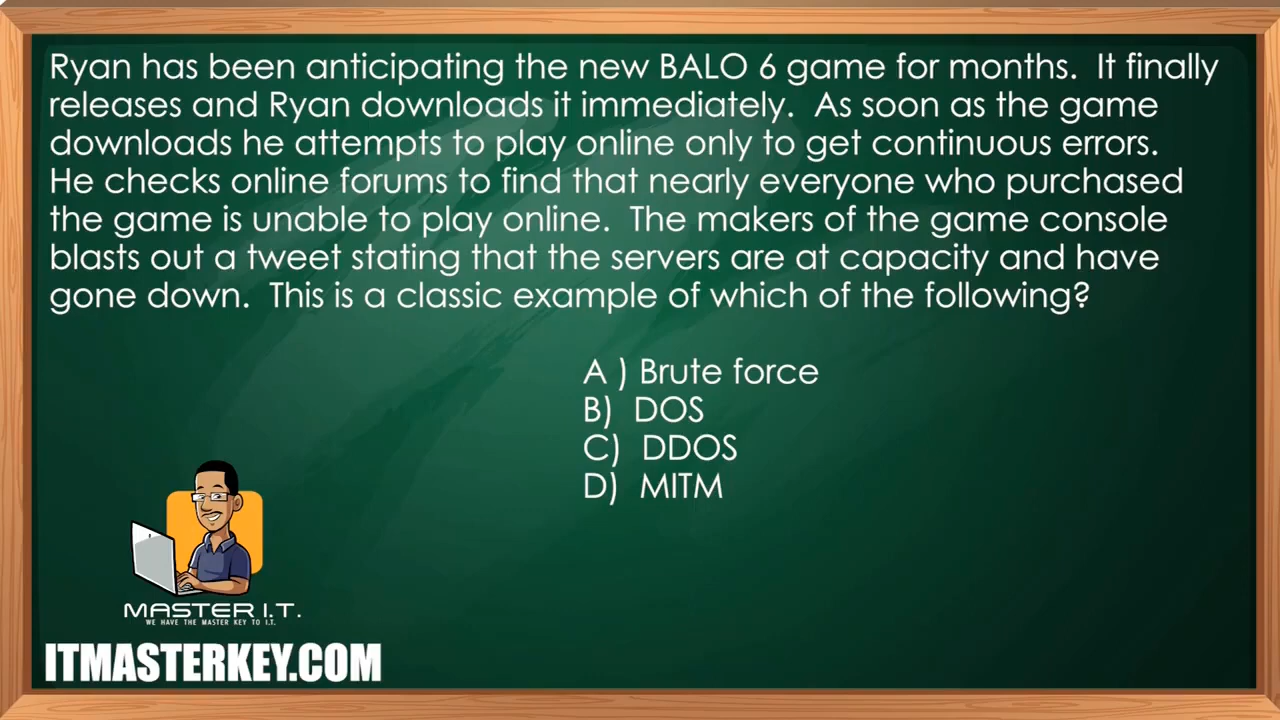 Ryan has been anticipating the new BALO 6 game for months.  It finally
releases and Ryan downloads it immediately.  As soon as the game
downloads he attempts to play online only to get continuous errors.
He checks online forums to find that nearly everyone who purchased
the game is unable to play online.  The makers of the game console
blasts out a tweet stating that the servers are at capacity and have
gone down.  This is a classic example of which of the following?
A ) Brute force
B)  DOS
C)  DDOS
D)  MITM
MASTER I.T.
WE HAVE THE MASTER KEY TO I.T.
ITMASTERKEY.COM